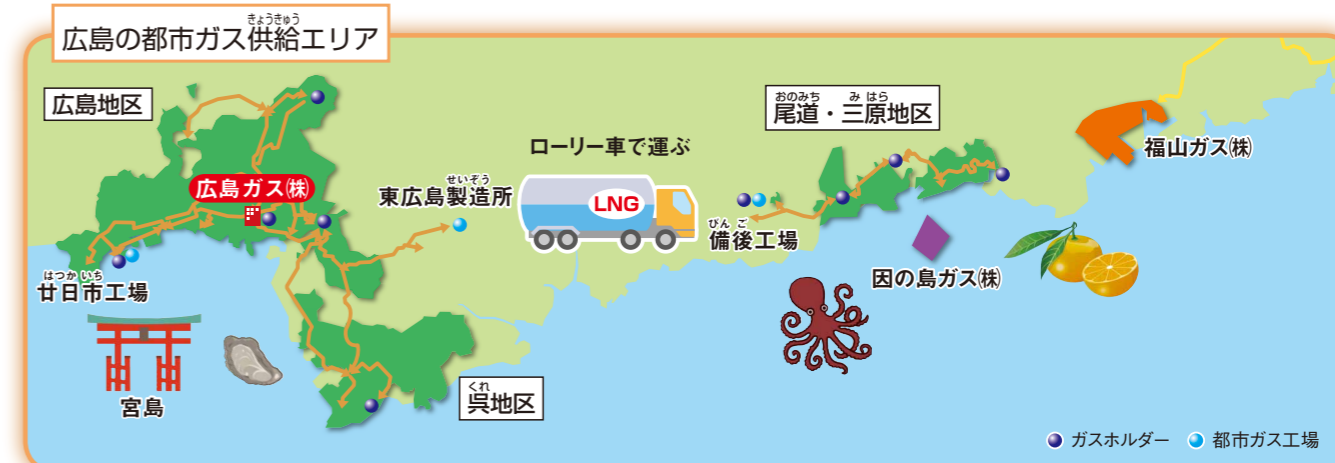 きょうきゅう
広島の都市ガス供給エリア
広島地区
おのみち みはら
尾道・三原地区
ローリー車で運ぶ
福山ガス㈱
広島ガス㈱
せいぞう
東広島製造所
LNG
びんご
備後工場
はつかいち
廿日市工場
因の島ガス㈱
宮島
くれ
呉地区
ガスホルダー
都市ガス工場